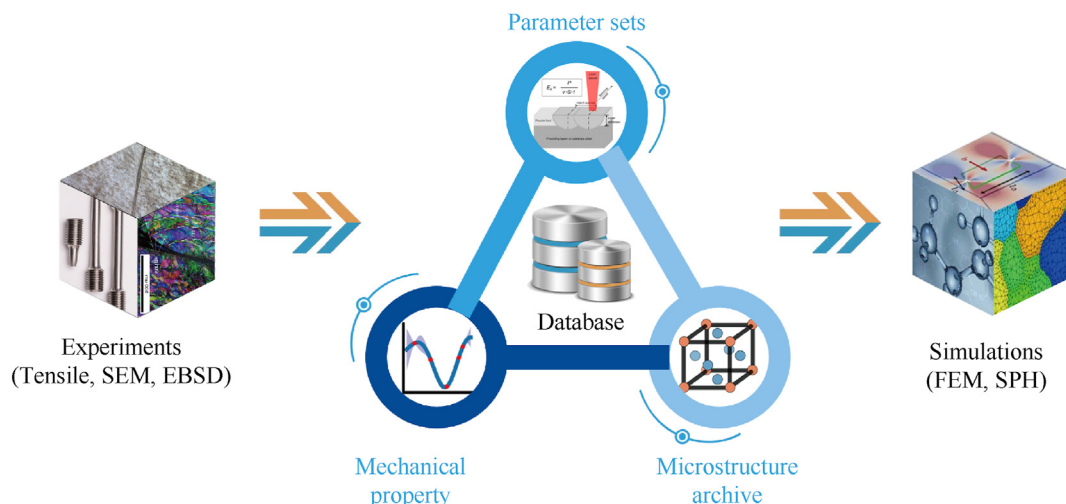 Parameter sets
Experiments
(Tensile, SEM, EBSD)
Database
Simulations
(FEM, SPH)
Mechanical
property
Microstructure
archive